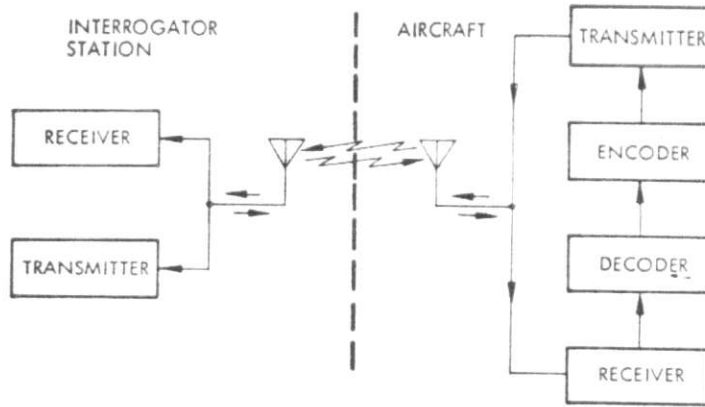 INTERROGATOR
STATION
AIRCRAFT
TRANSMITTER
RECEIVER
ENCODER
TRANSMITTER
DECODER
RECEIVER